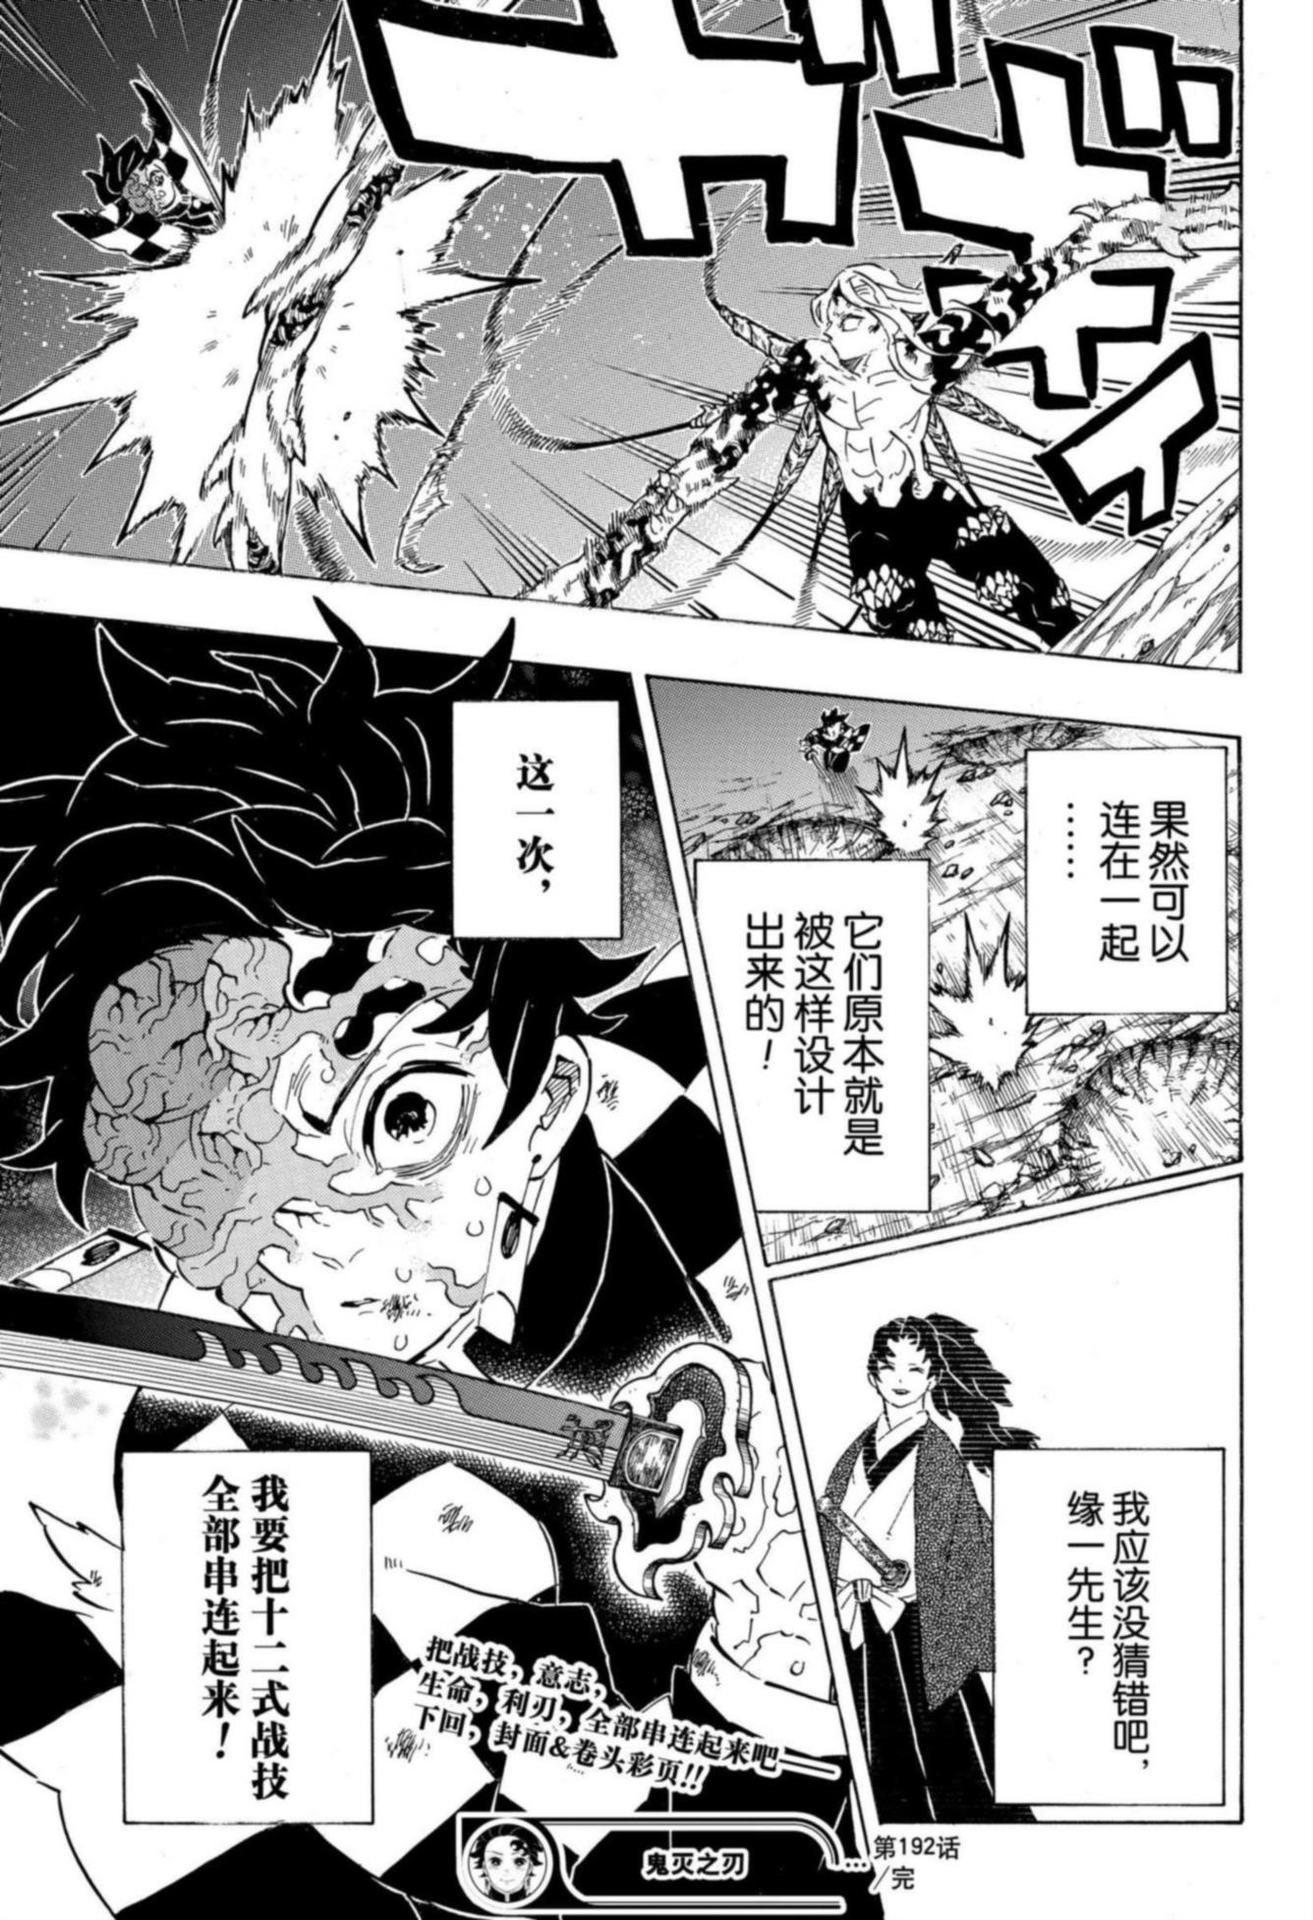 ギギイィ
果然可以
连在一起
……
它们原本就是
被这样设计
出来的！
我应该没猜错吧，
缘一先生？
这一次，
我要把十二式战技
全部串连起来！
把战技，意志，
生命，利刃，全部串连起来吧——
下回，封面&卷头彩页!!
鬼灭之刃
…
第192话
/完